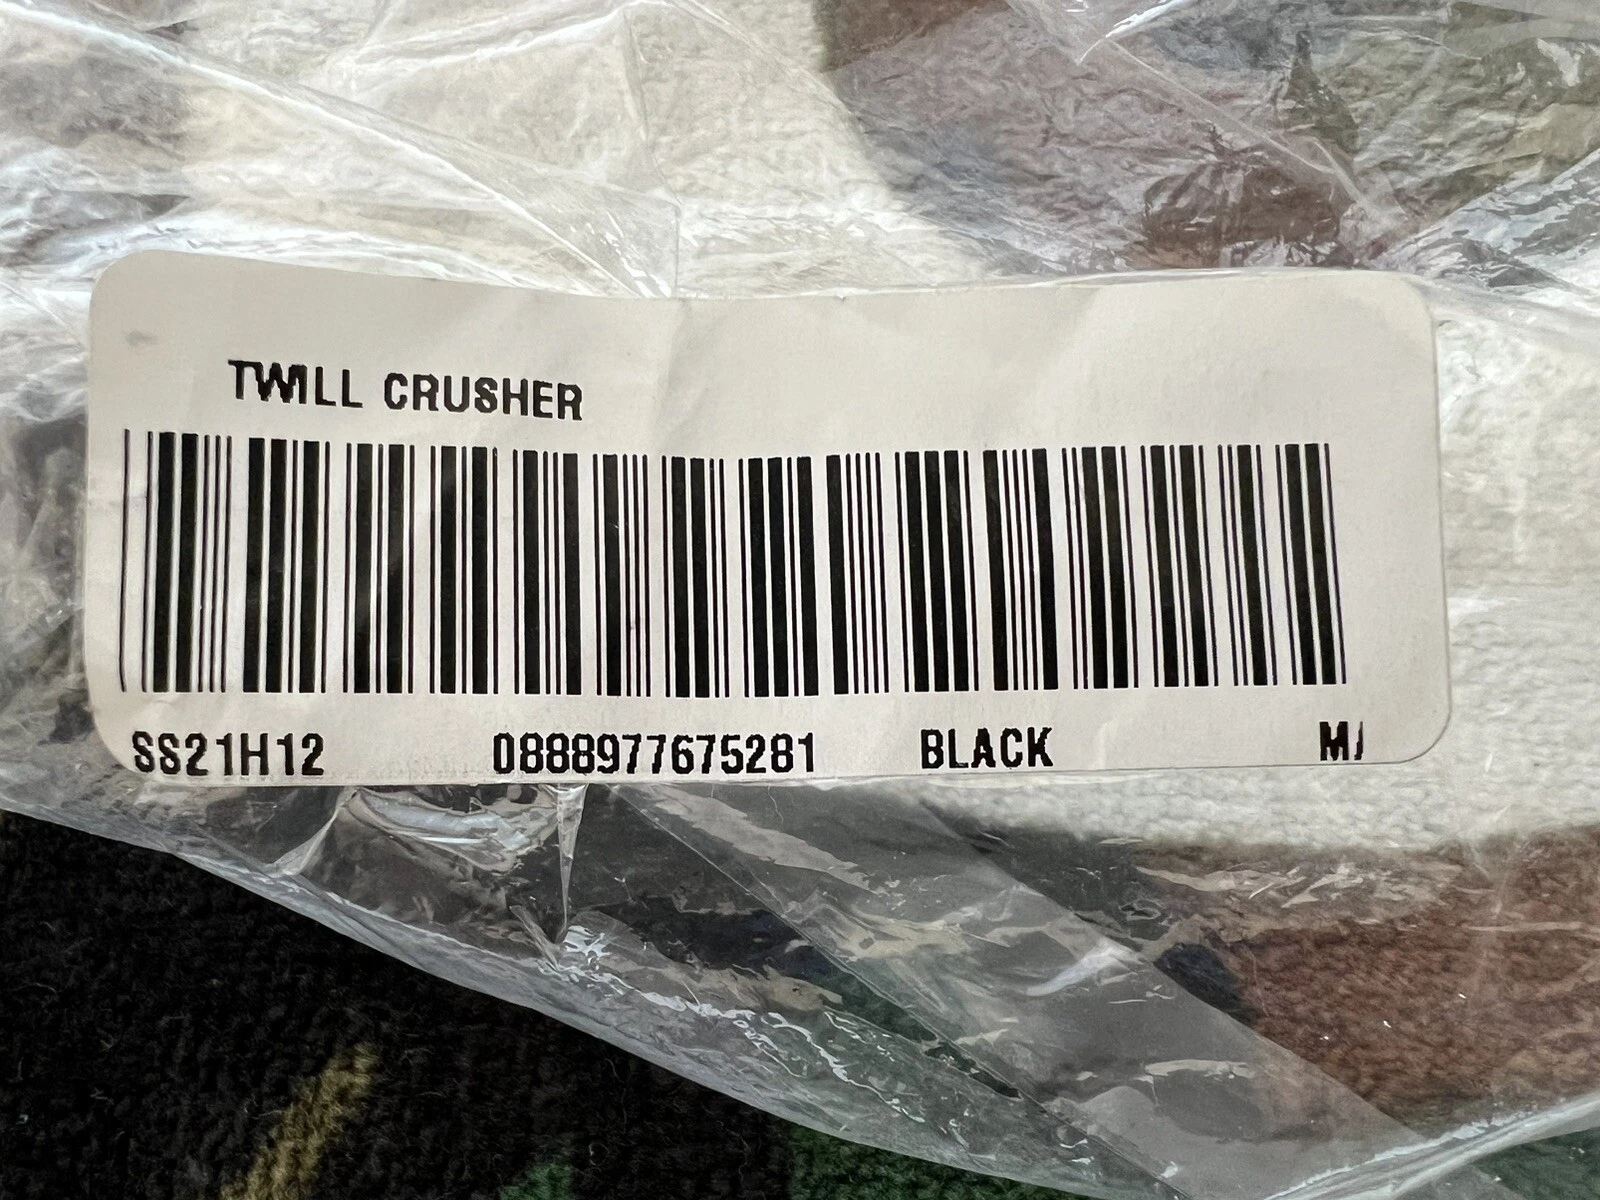 TWILL CRUSHER
SS21H12 0888977675281 BLACK M/